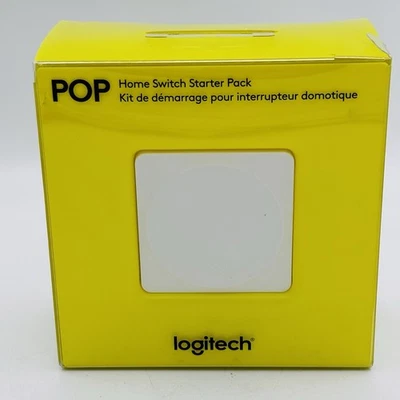 POP
Home Switch Starter Pack
Kit de démarrage pour interrupteur domotique
logitech